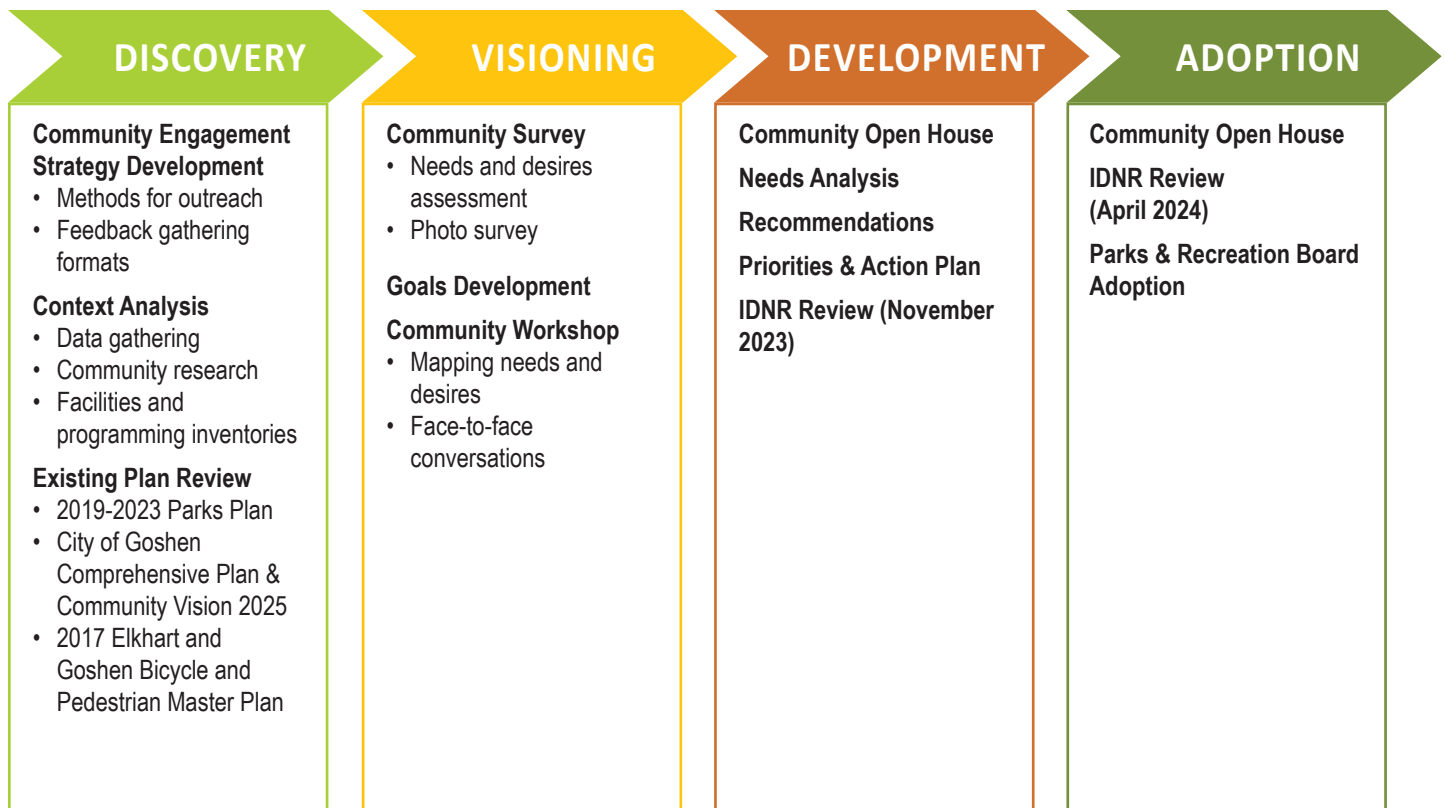 DISCOVERY
Community Engagement
Strategy Development
• Methods for outreach
• Feedback gathering
formats
Context Analysis
• Data gathering
• Community research
• Facilities and
programming inventories
Existing Plan Review
• 2019-2023 Parks Plan
• City of Goshen
Comprehensive Plan &
Community Vision 2025
• 2017 Elkhart and
Goshen Bicycle and
Pedestrian Master Plan
VISIONING
Community Survey
• Needs and desires
assessment
• Photo survey
Goals Development
Community Workshop
• Mapping needs and
desires
• Face-to-face
conversations
DEVELOPMENT
Community Open House
Needs Analysis
Recommendations
Priorities & Action Plan
IDNR Review (November
2023)
ADOPTION
Community Open House
IDNR Review
(April 2024)
Parks & Recreation Board
Adoption